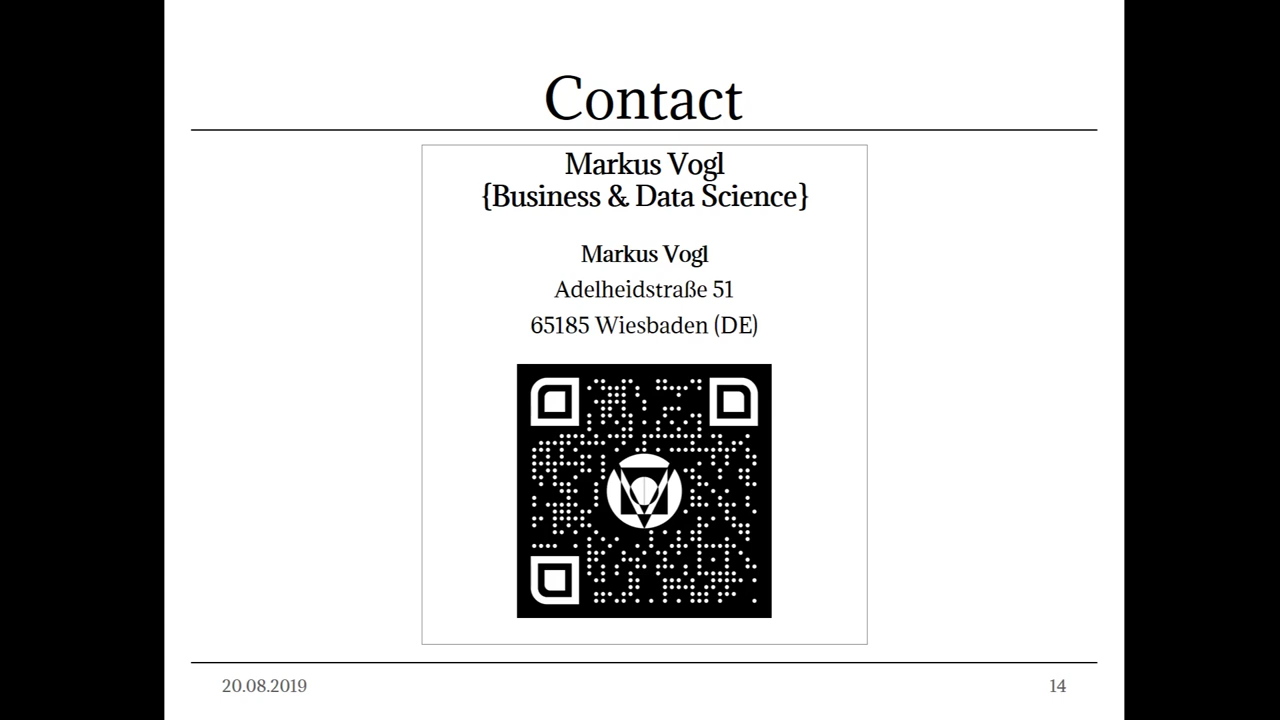 Contact
Markus Vogl
{Business & Data Science}
Markus Vogl
Adelheidstraße 51
65185 Wiesbaden (DE)
20.08.2019
14